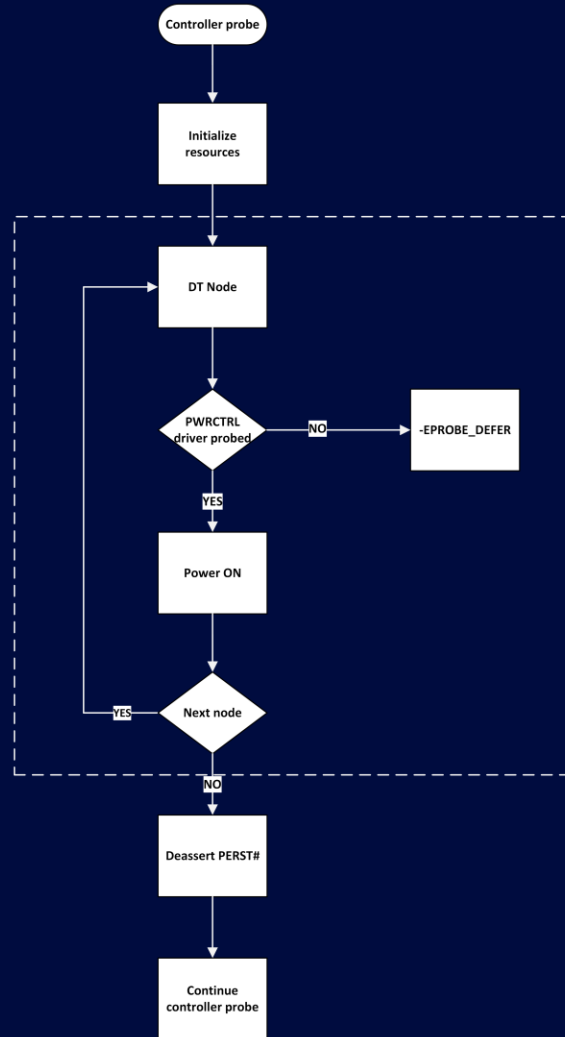 Controller probe
Initialize
resources
DT Node
PWRCTRL
driver probed
NO
-EPROBE_DEFER
YES
Power ON
Next node
YES
NO
Deassert PERST#
Continue
controller probe